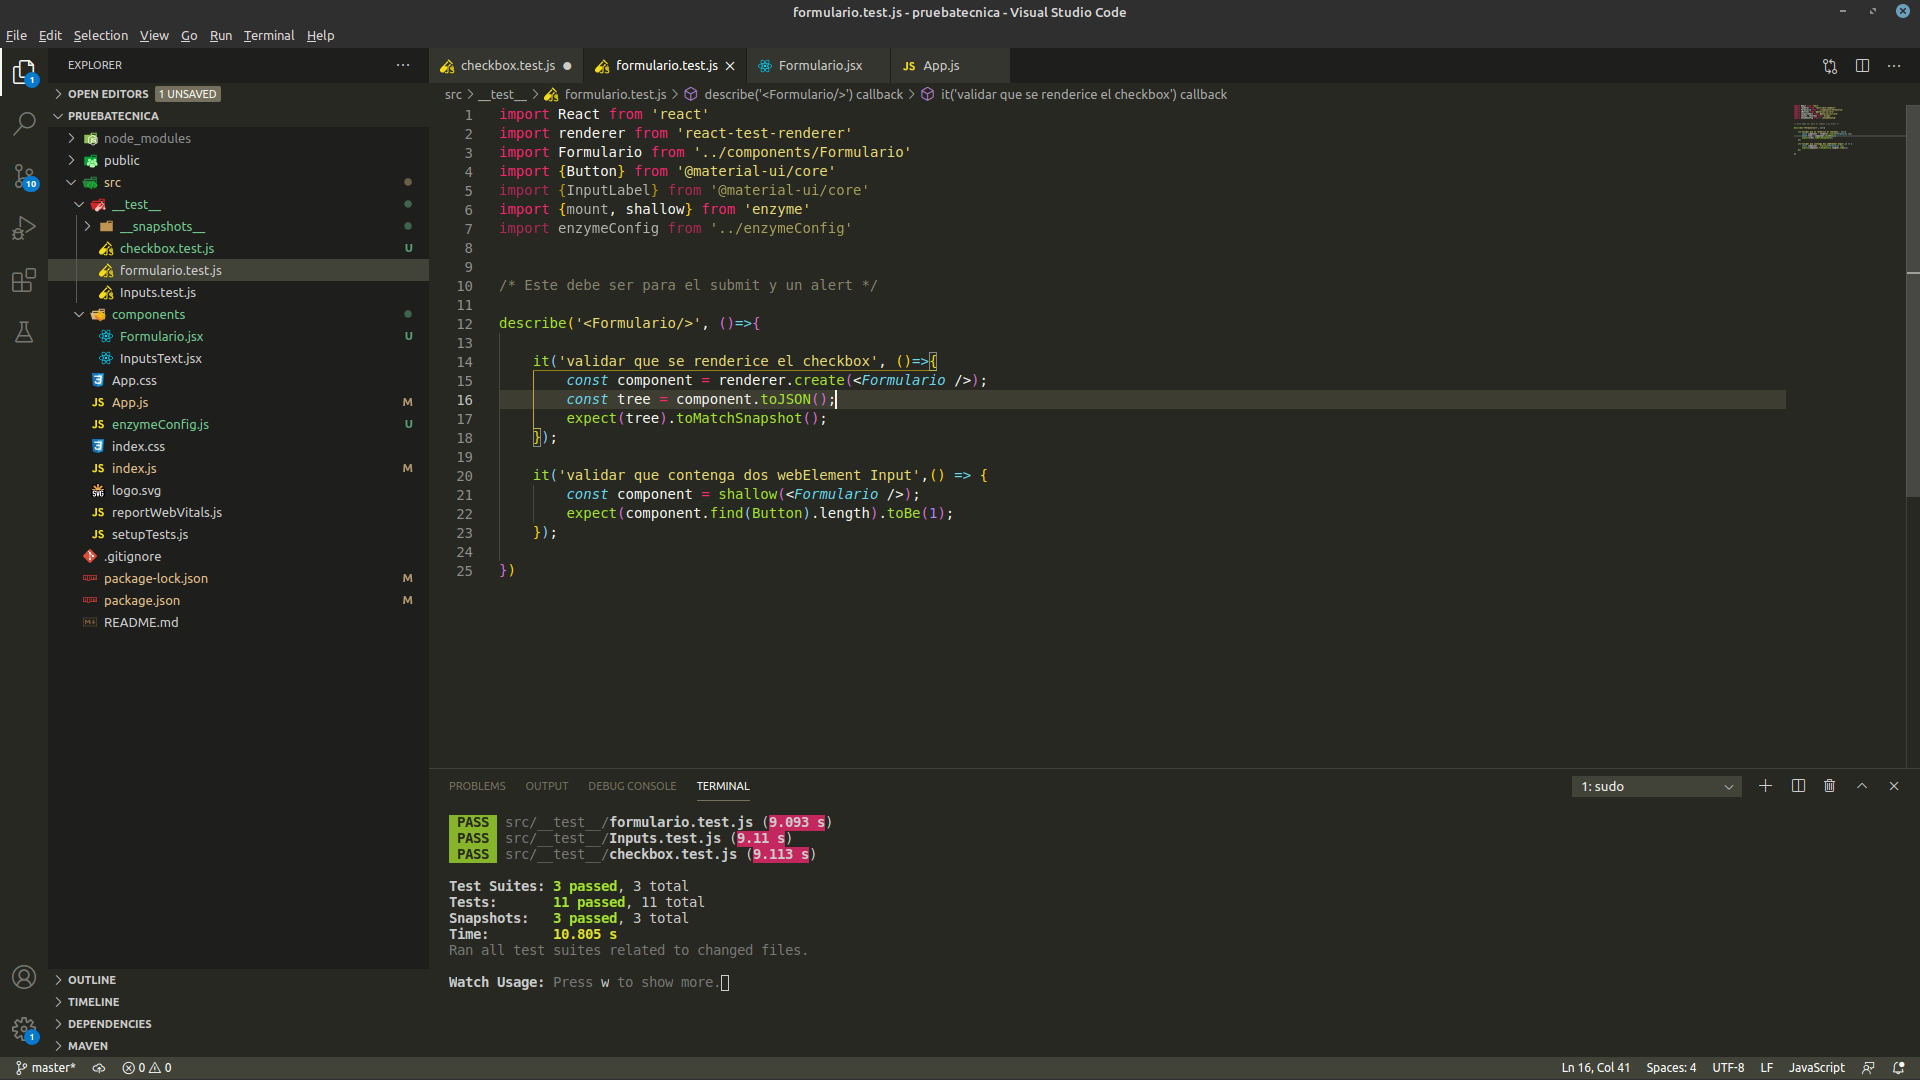 formulario.test.js - pruebatecnica - Visual Studio Code
File Edit Selection View Go Run Terminal Help
EXPLORER
OPEN EDITORS 1 UNSAVED
PRUEBATECNICA
node_modules
public
src
__test__
__snapshots__
checkbox.test.js U
formulario.test.js
Inputs.test.js
components
Formulario.jsx U
InputsText.jsx
App.css
App.js M
enzymeConfig.js U
index.css
index.js M
logo.svg
reportWebVitals.js
setupTests.js
.gitignore
package-lock.json M
package.json M
README.md
OUTLINE
TIMELINE
DEPENDENCIES
MAVEN
1
10
1
checkbox.test.js formulario.test.js Formulario.jsx JS App.js
src > __test__ > formulario.test.js > describe('<Formulario/>') callback > it('validar que se renderice el checkbox') callback
1 import React from 'react'
2 import renderer from 'react-test-renderer'
3 import Formulario from '../components/Formulario'
4 import {Button} from '@material-ui/core'
5 import {InputLabel} from '@material-ui/core'
6 import {mount, shallow} from 'enzyme'
7 import enzymeConfig from '../enzymeConfig'
8
9
10 /* Este debe ser para el submit y un alert */
11
12 describe('<Formulario/>', ()=>{
13
14 it('validar que se renderice el checkbox', ()=>{
15 const component = renderer.create(<Formulario />);
16 const tree = component.toJSON();
17 expect(tree).toMatchSnapshot();
18 });
19
20 it('validar que contenga dos webElement Input',() => {
21 const component = shallow(<Formulario />);
22 expect(component.find(Button).length).toBe(1);
23 });
24
25 })
PROBLEMS OUTPUT DEBUG CONSOLE TERMINAL 1: sudo
PASS src/__test__/formulario.test.js (9.093 s)
PASS src/__test__/Inputs.test.js (9.11 s)
PASS src/__test__/checkbox.test.js (9.113 s)
Test Suites: 3 passed, 3 total
Tests: 11 passed, 11 total
Snapshots: 3 passed, 3 total
Time: 10.805 s
Ran all test suites related to changed files.
Watch Usage: Press w to show more.
master* 0 0 Ln 16, Col 41 Spaces: 4 UTF-8 LF JavaScript